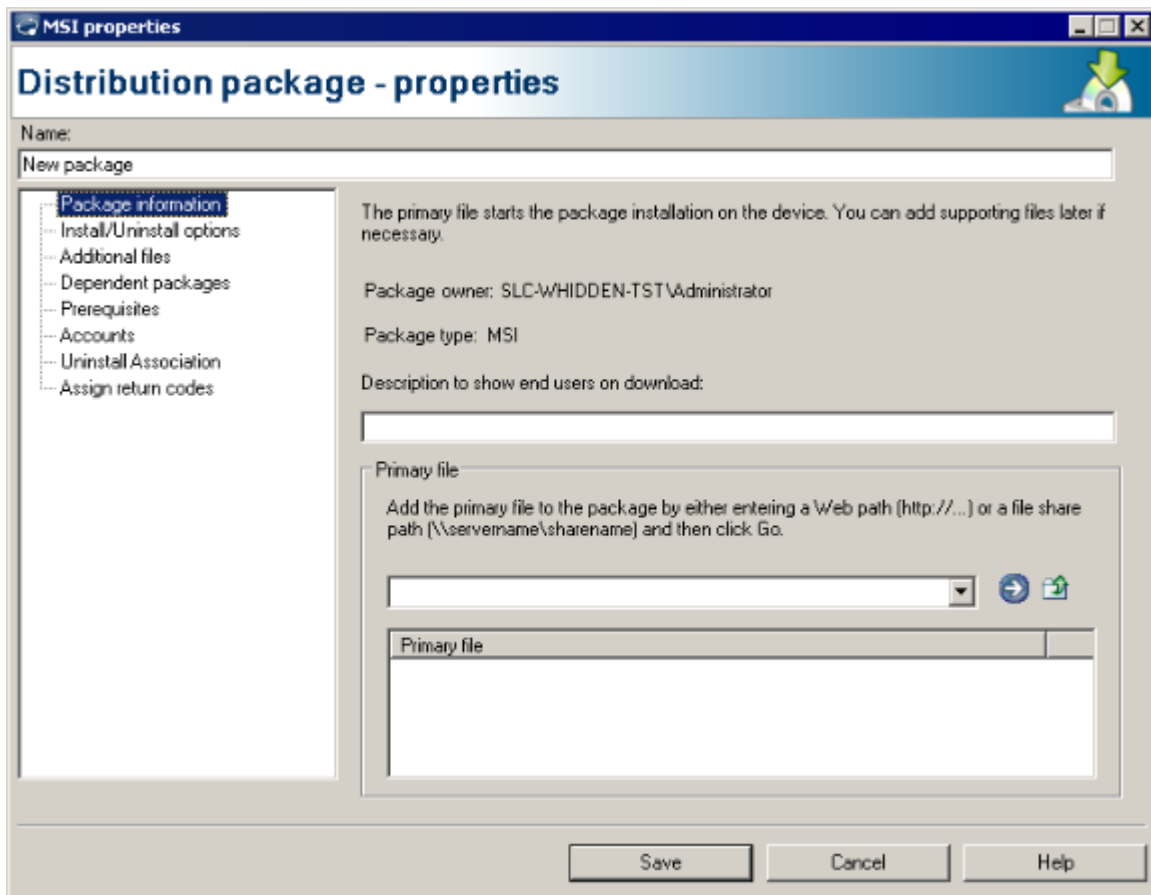 MSI properties
Distribution package - properties
Name:
New package
Package information
Install/Uninstall options
Additional files
Dependent packages
Prerequisites
Accounts
Uninstall Association
Assign return codes
The primary file starts the package installation on the device. You can add supporting files later if
necessary.
Package owner: SLC-WHIDDEN-TST\Administrator
Package type: MSI
Description to show end users on download:
Primary file
Add the primary file to the package by either entering a Web path (http://...) or a file share
path (\\servername\sharename) and then click Go.
Primary file
Save
Cancel
Help